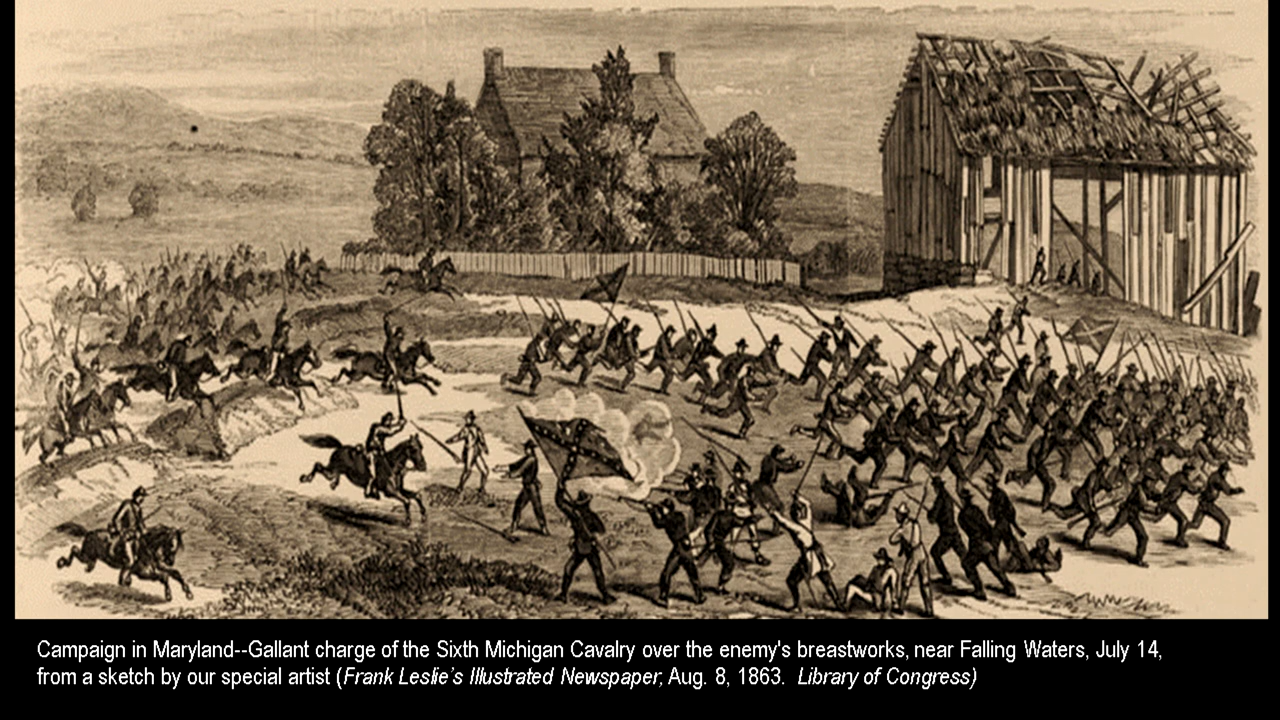 Campaign in Maryland--Gallant charge of the Sixth Michigan Cavalry over the enemy's breastworks, near Falling Waters, July 14,
from a sketch by our special artist (Frank Leslie's Illustrated Newspaper, Aug. 8, 1863.  Library of Congress)